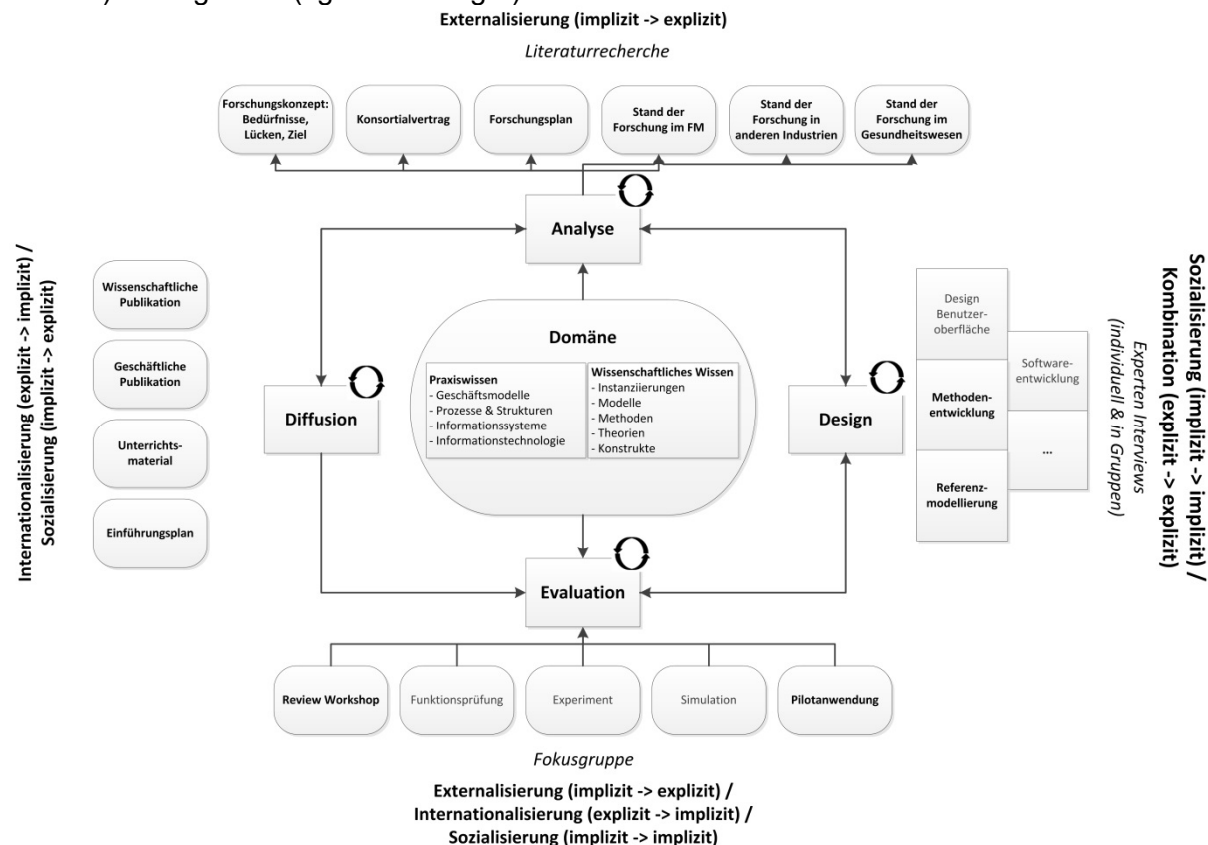 Externalisierung (implizit -> explizit)
Literaturrecherche
Forschungskonzept:
Bedürfnisse,
Lücken, Ziel
Konsortialvertrag
Forschungsplan
Stand der
Forschung im FM
Stand der
Forschung in
anderen Industrien
Stand der
Forschung im
Gesundheitswesen
Analyse
Internationalisierung (explizit -> implizit) /
Sozialisierung (implizit -> explizit)
Wissenschaftliche
Publikation
Geschäftliche
Publikation
Unterrichts-
material
Einführungsplan
Diffusion
Domäne
Praxiswissen
- Geschäftsmodelle
- Prozesse & Strukturen
- Informationssysteme
- Informationstechnologie
Wissenschaftliches Wissen
- Instanziierungen
- Modelle
- Methoden
- Theorien
- Konstrukte
Design
Design
Benutzer-
oberfläche
Software-
entwicklung
Methoden-
entwicklung
...
Referenz-
modellierung
Experten Interviews
(individuell & in Gruppen)
Sozialisierung (implizit -> implizit) /
Kombination (explizit -> explizit)
Evaluation
Review Workshop
Funktionsprüfung
Experiment
Simulation
Pilotanwendung
Fokusgruppe
Externalisierung (implizit -> explizit) /
Internationalisierung (explizit -> implizit) /
Sozialisierung (implizit -> implizit)